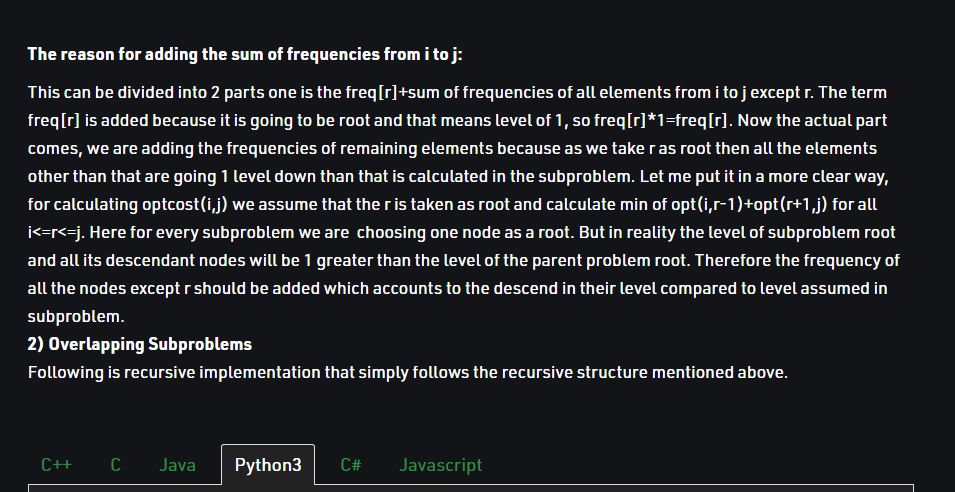 The reason for adding the sum of frequencies from i to j:
This can be divided into 2 parts one is the freq[r]+sum of frequencies of all elements from i to j except r. The term
freq[r] is added because it is going to be root and that means level of 1, so freq[r]*1=freq[r]. Now the actual part
comes, we are adding the frequencies of remaining elements because as we take r as root then all the elements
other than that are going 1 level down than that is calculated in the subproblem. Let me put it in a more clear way,
for calculating optcost(i,j) we assume that the r is taken as root and calculate min of opt(i,r-1)+opt(r+1,j) for all
i<=r<=j. Here for every subproblem we are  choosing one node as a root. But in reality the level of subproblem root
and all its descendant nodes will be 1 greater than the level of the parent problem root. Therefore the frequency of
all the nodes except r should be added which accounts to the descend in their level compared to level assumed in
subproblem.
2) Overlapping Subproblems
Following is recursive implementation that simply follows the recursive structure mentioned above.
C++ C Java Python3 C# Javascript